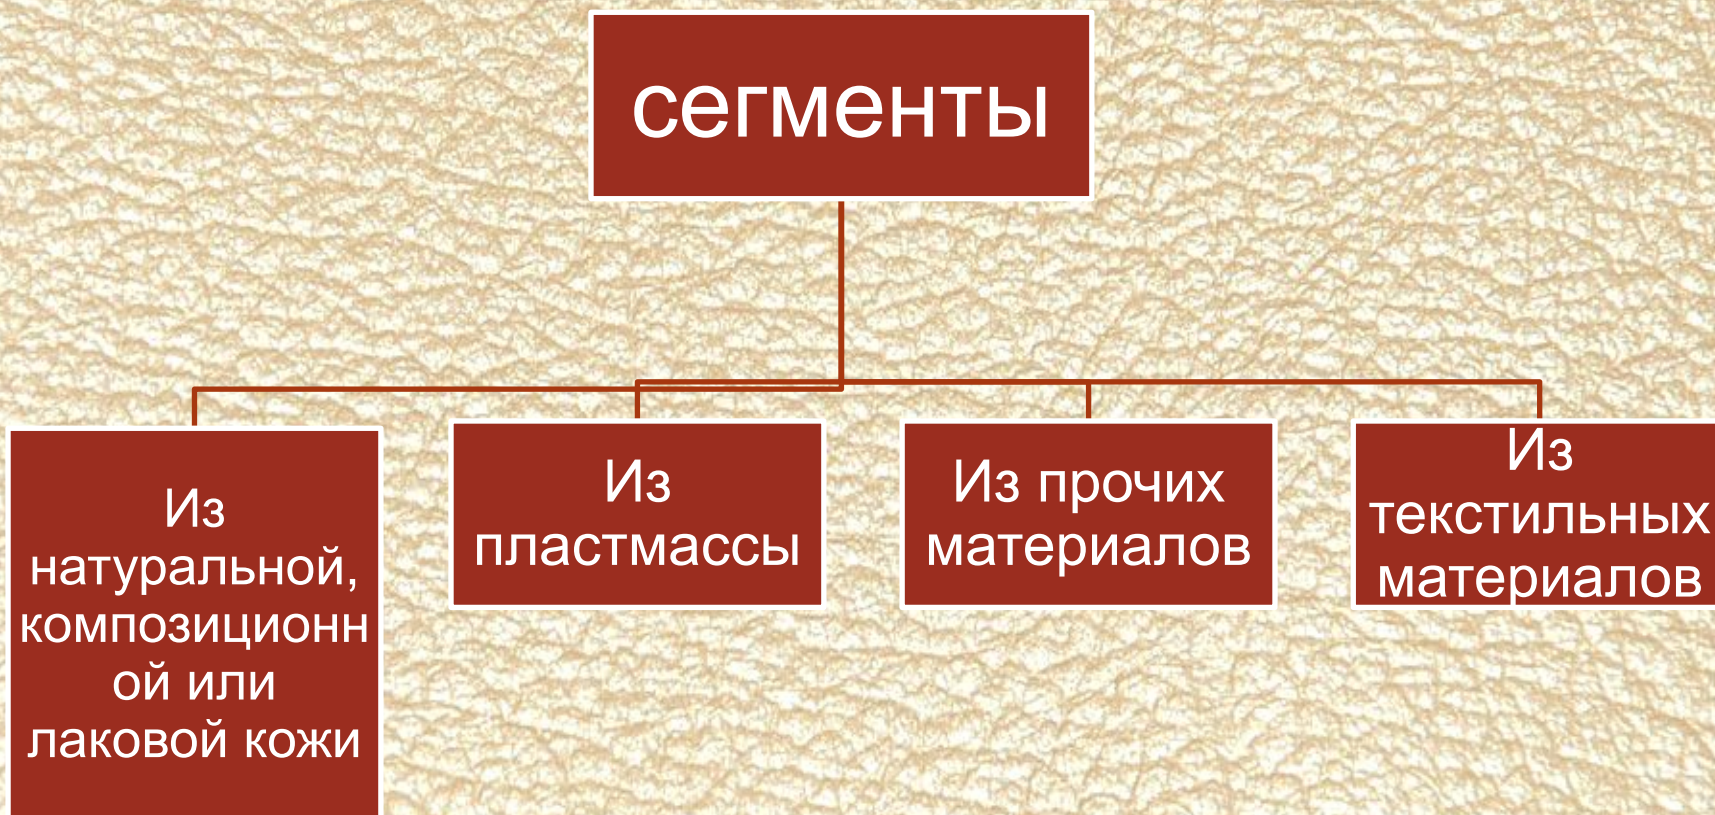 сегменты
Из
натуральной,
композиционн
ой или
лаковой кожи
Из
пластмассы
Из прочих
материалов
Из
текстильных
материалов